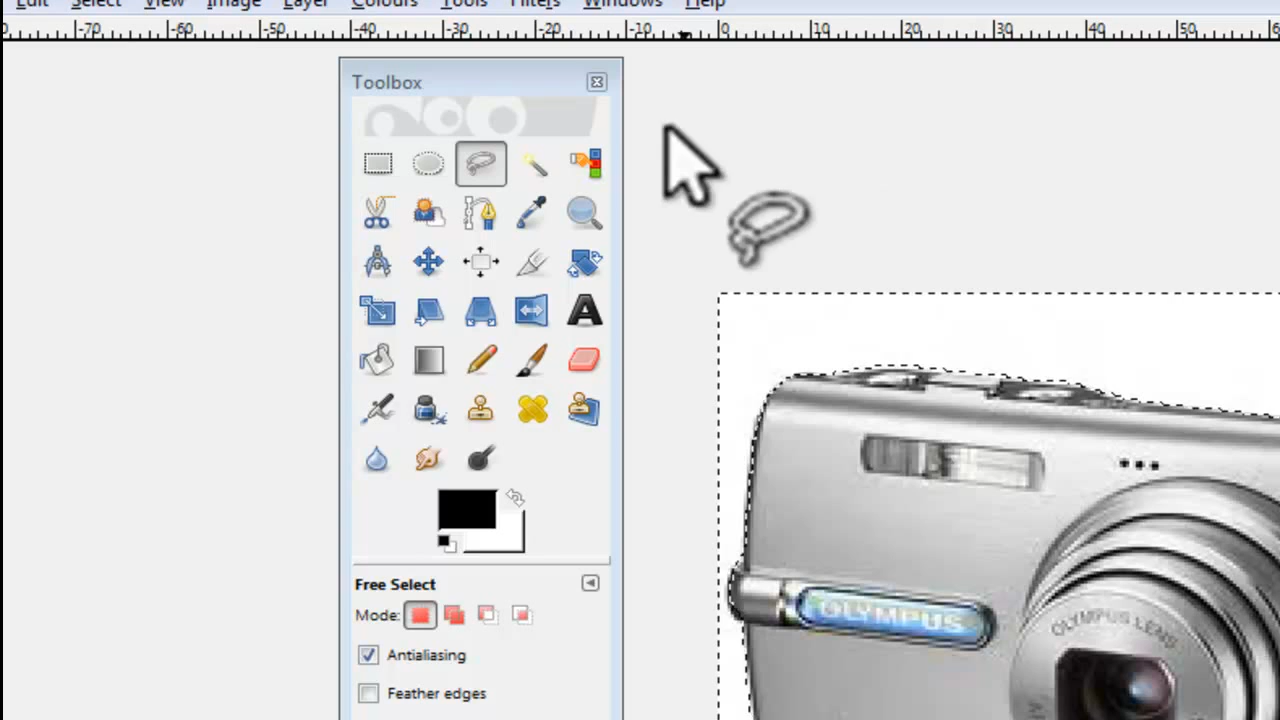 Edit Select View Image Layer Colours Tools Filters Windows Help
-70 -60 -50 -40 -30 -20 -10 0 10 20 30 40 50
Toolbox
A
Free Select
Mode:
Antialiasing
Feather edges
OLYMPUS
OLYMPUS LENS